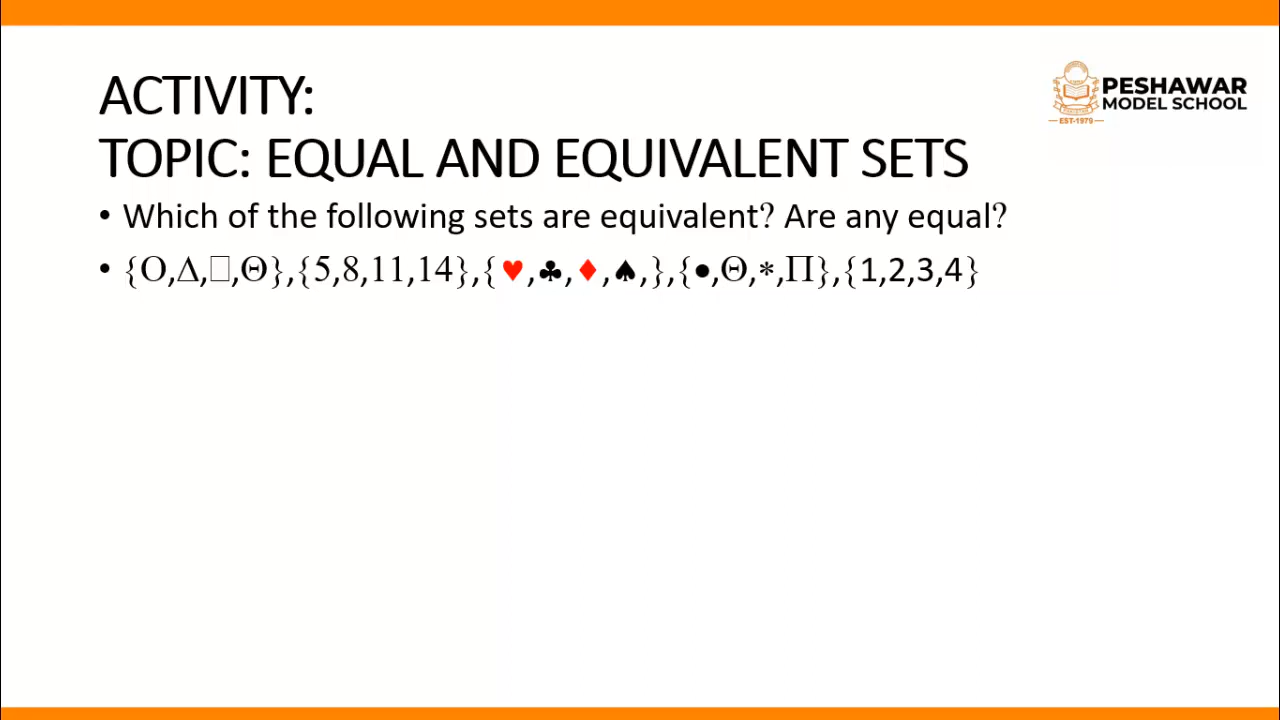 PESHAWAR
MODEL SCHOOL
EST-1979
ACTIVITY:
TOPIC: EQUAL AND EQUIVALENT SETS
• Which of the following sets are equivalent? Are any equal?
• {Ο,Δ,□,Θ},{5,8,11,14},{♥,♣,♦,♠,},{●,Θ,∗,Π},{1,2,3,4}